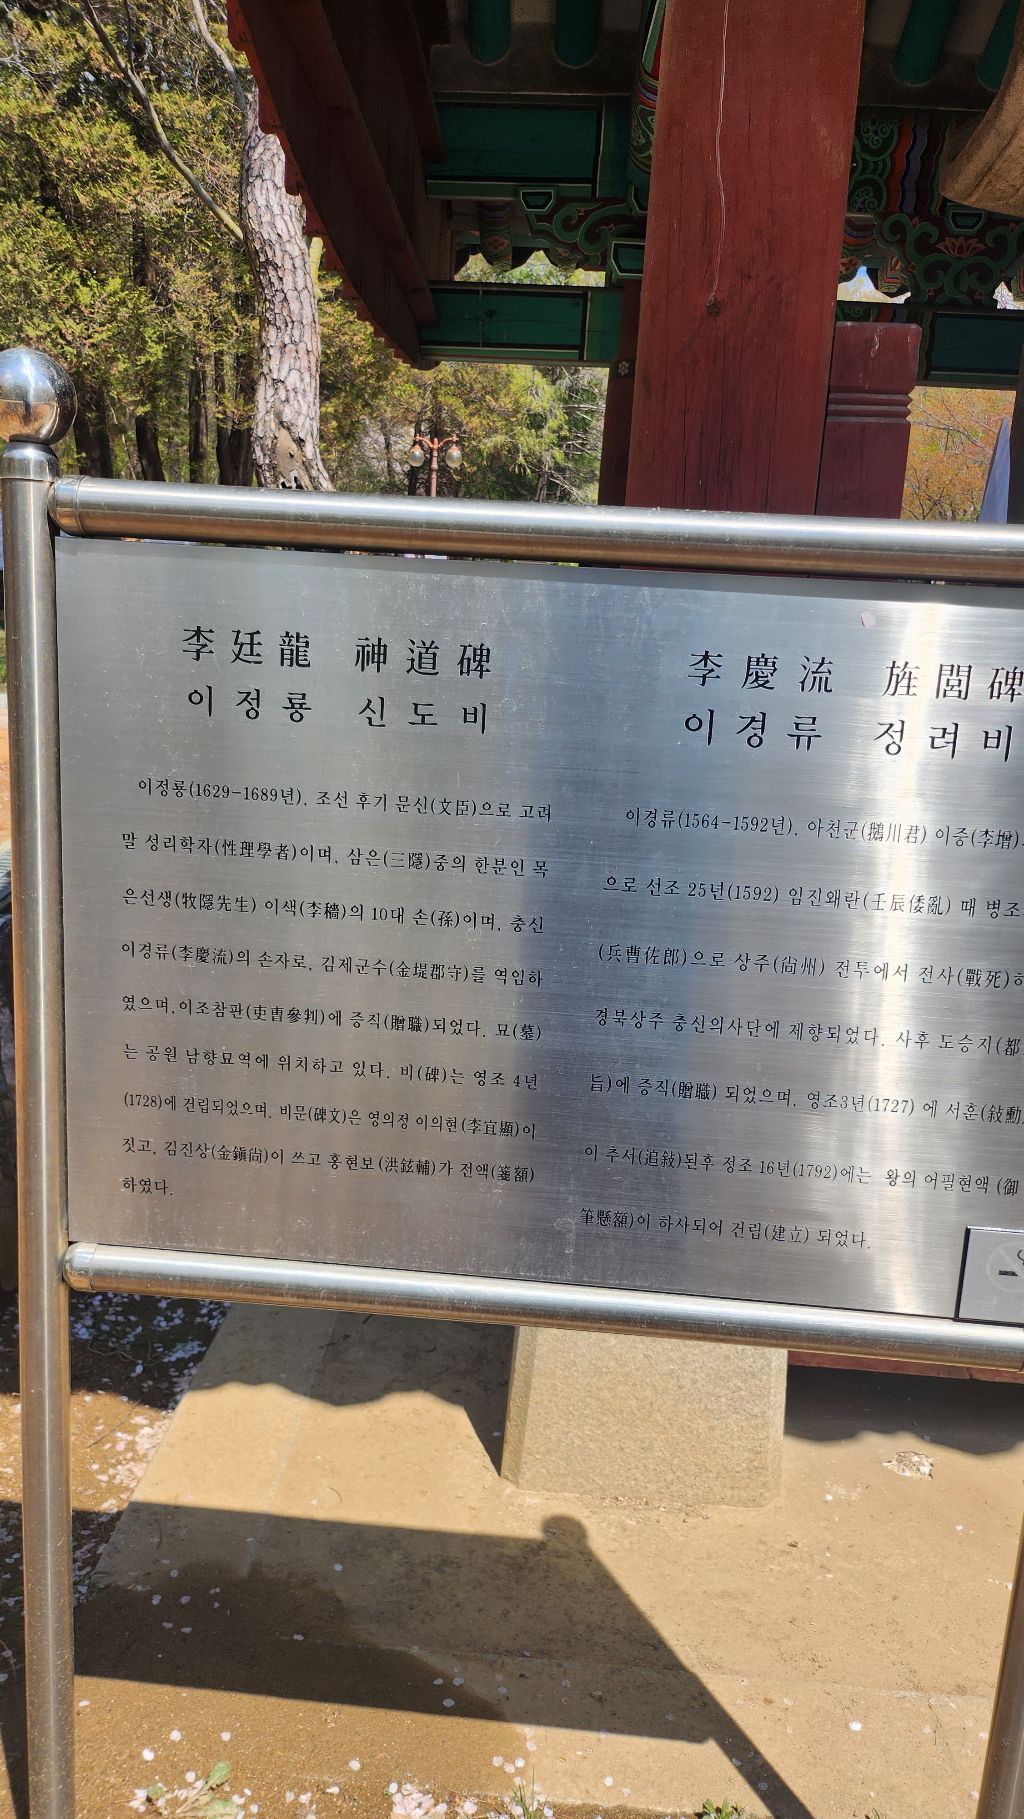 李廷龍 神道碑
이정룡 신도비
이정룡(1629-1689년), 조선 후기 문신(文臣)으로 고려
말 성리학자(性理學者)이며, 삼은(三隱)중의 한분인 목
은선생(牧隱先生) 이색(李穡)의 10대 손(孫)이며, 충신
이경류(李慶流)의 손자로, 김제군수(金堤郡守)를 역임하
였으며,이조참판(吏曺參判)에 증직(贈職)되었다. 묘(墓)
는 공원 남향묘역에 위치하고 있다. 비(碑)는 영조 4년
(1728)에 건립되었으며, 비문(碑文)은 영의정 이의현(李宜顯)이
짓고, 김진상(金鎭尙)이 쓰고 홍현보(洪鉉輔)가 전액(篆額)
하였다.
李慶流 旌閭碑
이경류 정려비
이경류(1564-1592년), 아천군(鵝川君) 이증(李增)
으로 선조 25년(1592) 임진왜란(壬辰倭亂) 때 병조
(兵曹佐郎)으로 상주(尙州) 전투에서 전사(戰死)하
경북상주 충신의사단에 제향되었다. 사후 도승지(都
旨)에 증직(贈職) 되었으며, 영조3년(1727) 에 서훈(敍勳)
이 추서(追敍)된후 정조 16년(1792)에는 왕의 어필현액 (御
筆懸額)이 하사되어 건립(建立) 되었다.